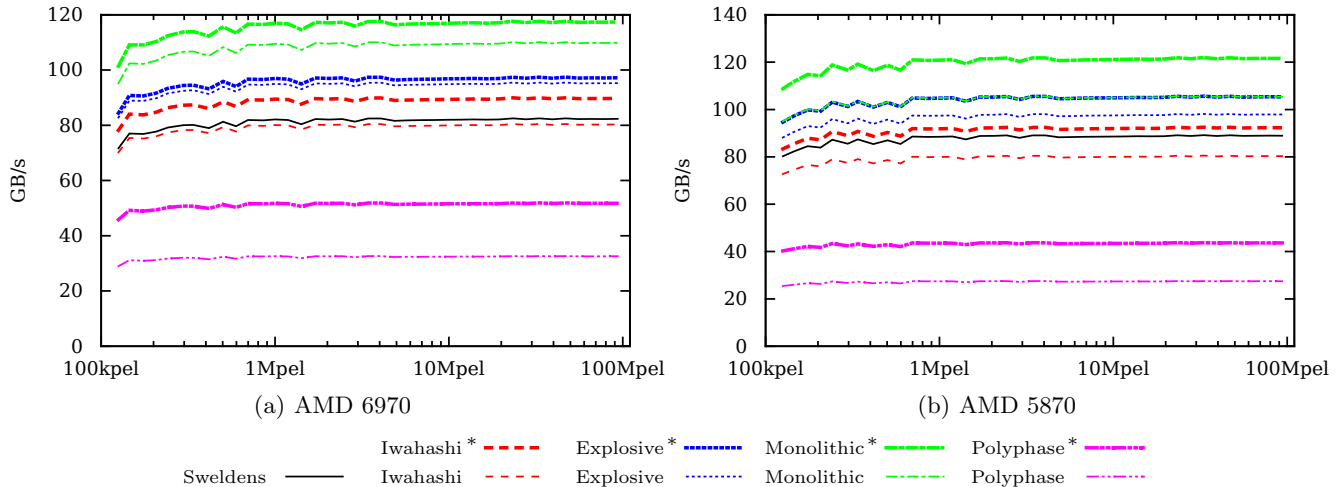 120
100
80
60
40
20
0
GB/s
100kpel 1Mpel 10Mpel 100Mpel
(a) AMD 6970
140
120
100
80
60
40
20
0
GB/s
100kpel 1Mpel 10Mpel 100Mpel
(b) AMD 5870
Iwahashi* Explosive* Monolithic* Polyphase*
Sweldens Iwahashi Explosive Monolithic Polyphase